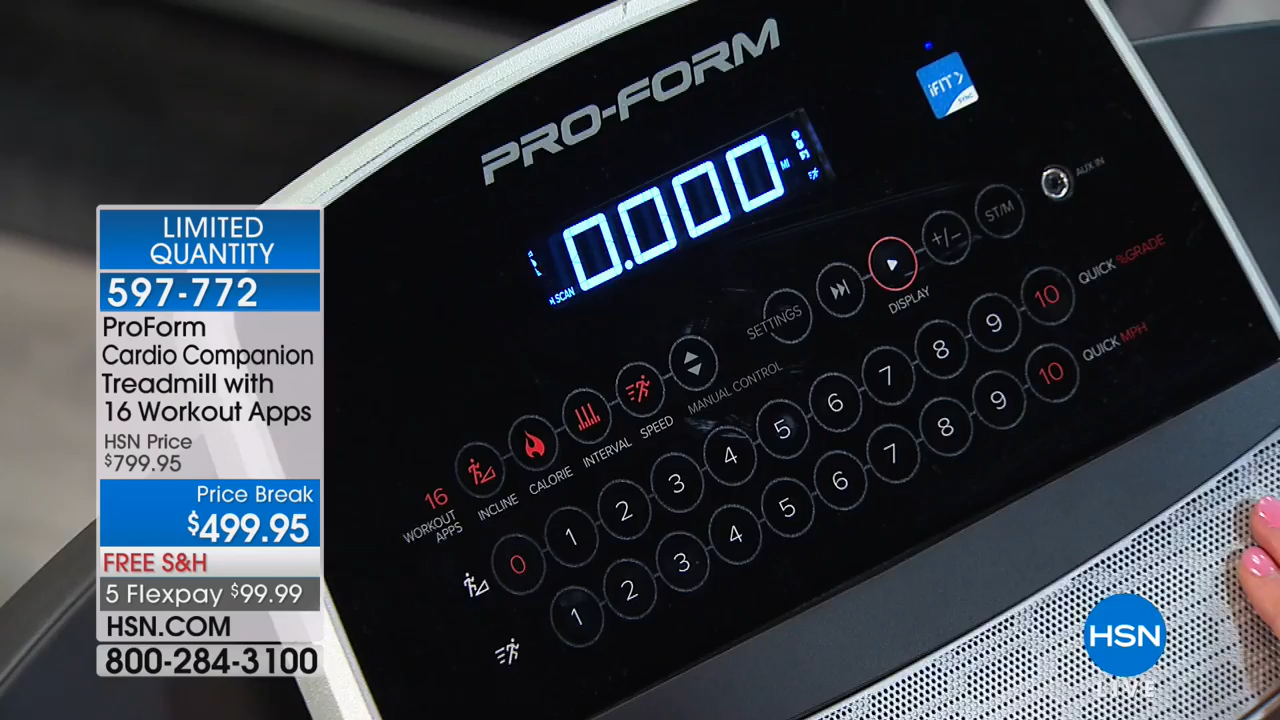 PRO-FORM
iFIT
SYNC
AUX IN
0.000
MI
SCAN
SETTINGS
DISPLAY
+/-
ST/M
16
WORKOUT
APPS
INCLINE
CALORIE
INTERVAL
SPEED
MANUAL CONTROL
0 1 2 3 4 5 6 7 8 9 10
QUICK %GRADE
1 2 3 4 5 6 7 8 9 10
QUICK MPH
LIMITED
QUANTITY
597-772
ProForm
Cardio Companion
Treadmill with
16 Workout Apps
HSN Price
$799.95
Price Break
$499.95
FREE S&H
5 Flexpay $99.99
HSN.COM
800-284-3100
HSN
LIVE